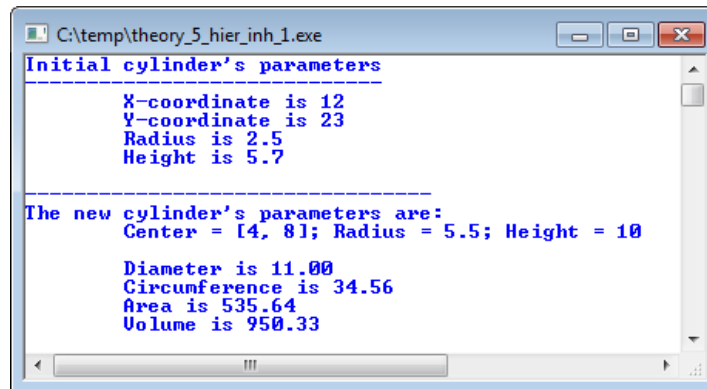 C:\temp\theory_5_hier_inh_1.exe
Initial cylinder's parameters
-----------------------------
X-coordinate is 12
Y-coordinate is 23
Radius is 2.5
Height is 5.7
---------------------------------
The new cylinder's parameters are:
Center = [4, 8]; Radius = 5.5; Height = 10
Diameter is 11.00
Circumference is 34.56
Area is 535.64
Volume is 950.33